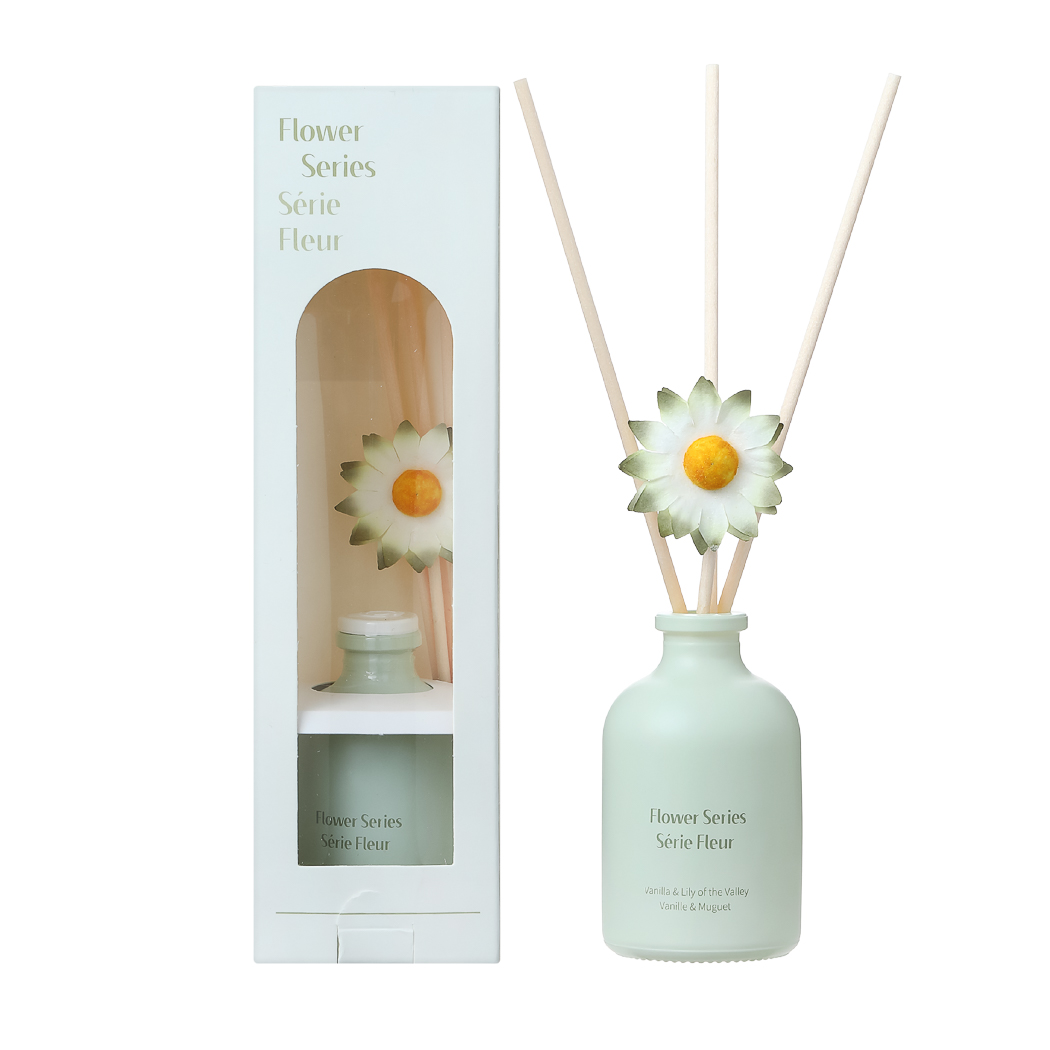 Flower
Series
Série
Fleur
Flower Series
Série Fleur
Flower Series
Série Fleur
Vanilla & Lily of the Valley
Vanille & Muguet